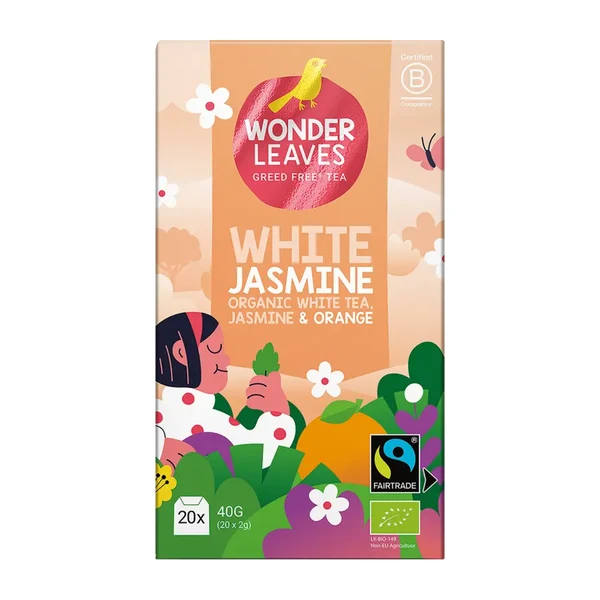 Certified
B
Corporation
WONDER
LEAVES
GREED FREE* TEA
WHITE
JASMINE
ORGANIC WHITE TEA,
JASMINE & ORANGE
FAIRTRADE
20x
40G
(20 x 2g)
LV-BIO-149
Non-EU Agriculture